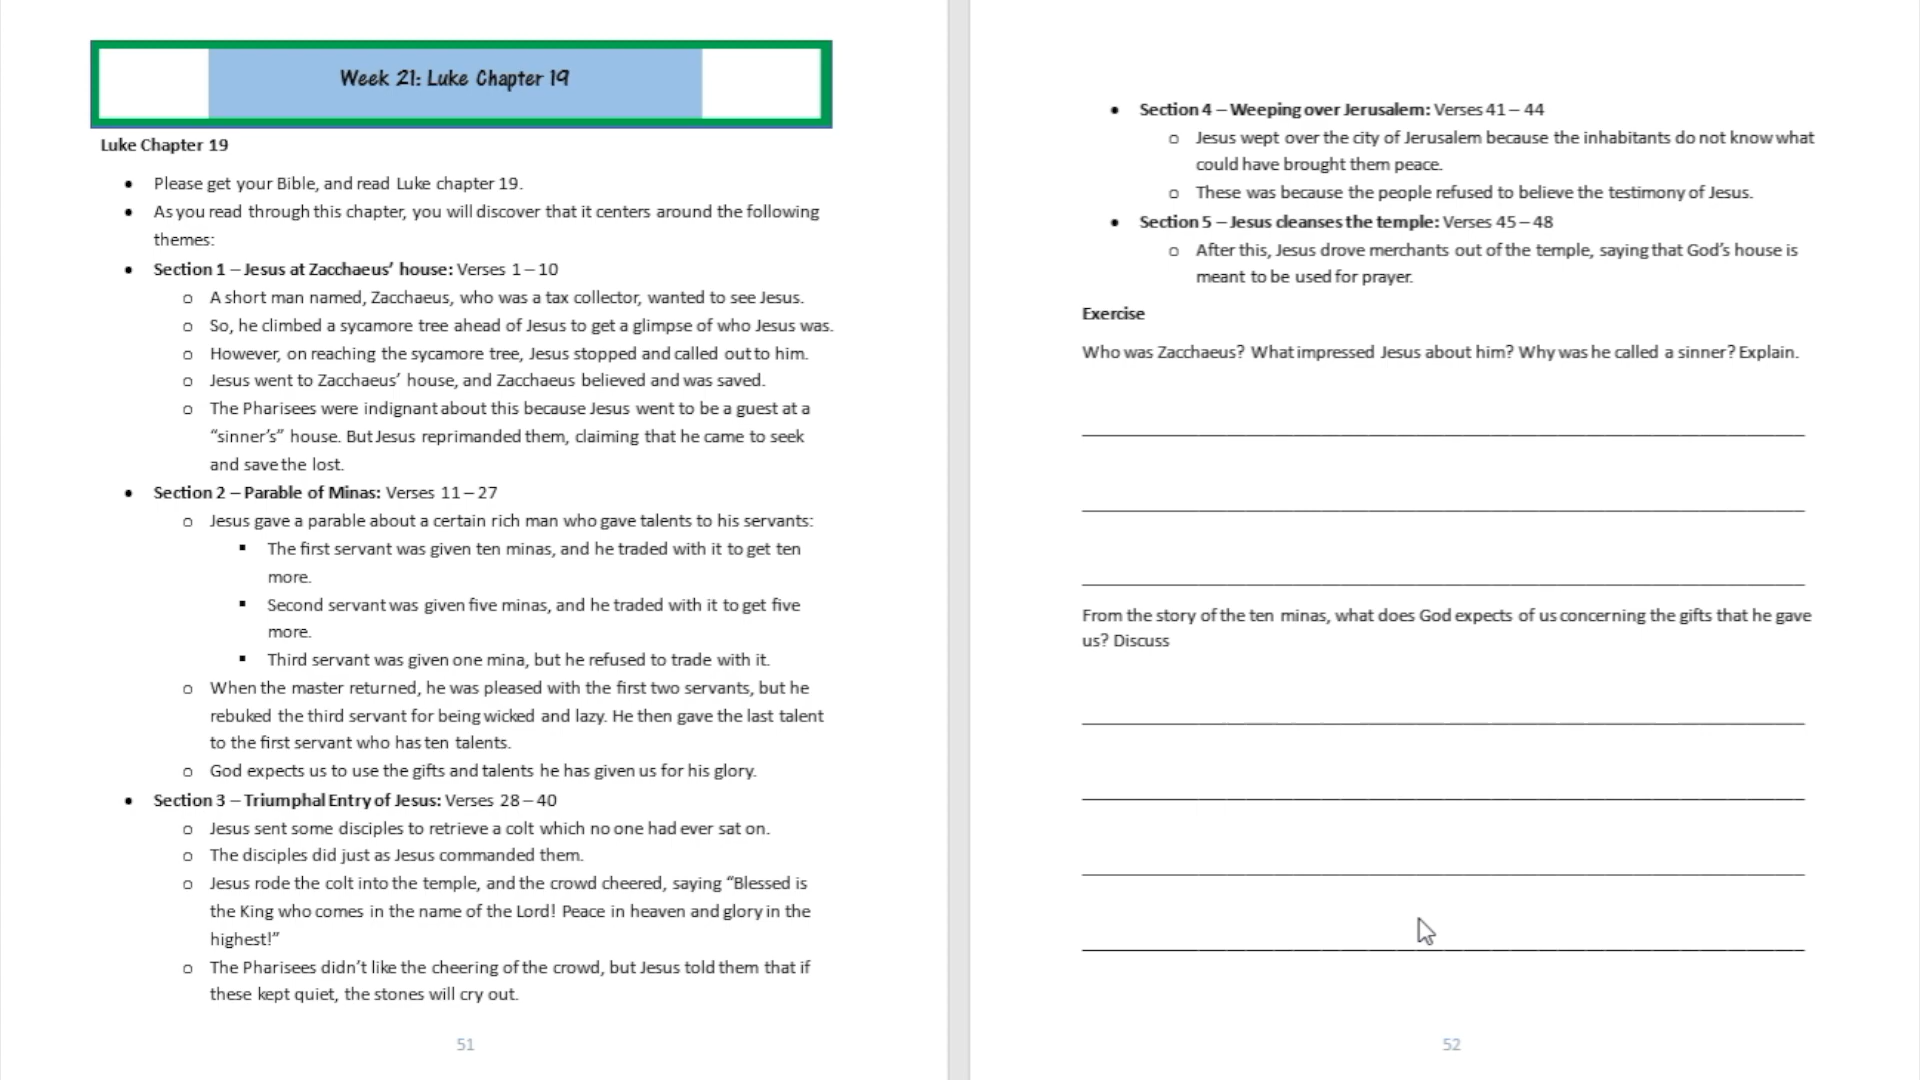 Week 21: Luke Chapter 19
Luke Chapter 19
• Please get your Bible, and read Luke chapter 19.
• As you read through this chapter, you will discover that it centers around the following
themes:
• Section 1 – Jesus at Zacchaeus’ house: Verses 1 – 10
o A short man named, Zacchaeus, who was a tax collector, wanted to see Jesus.
o So, he climbed a sycamore tree ahead of Jesus to get a glimpse of who Jesus was.
o However, on reaching the sycamore tree, Jesus stopped and called out to him.
o Jesus went to Zacchaeus’ house, and Zacchaeus believed and was saved.
o The Pharisees were indignant about this because Jesus went to be a guest at a
“sinner’s” house. But Jesus reprimanded them, claiming that he came to seek
and save the lost.
• Section 2 – Parable of Minas: Verses 11 – 27
o Jesus gave a parable about a certain rich man who gave talents to his servants:
▪ The first servant was given ten minas, and he traded with it to get ten
more.
▪ Second servant was given five minas, and he traded with it to get five
more.
▪ Third servant was given one mina, but he refused to trade with it.
o When the master returned, he was pleased with the first two servants, but he
rebuked the third servant for being wicked and lazy. He then gave the last talent
to the first servant who has ten talents.
o God expects us to use the gifts and talents he has given us for his glory.
• Section 3 – Triumphal Entry of Jesus: Verses 28 – 40
o Jesus sent some disciples to retrieve a colt which no one had ever sat on.
o The disciples did just as Jesus commanded them.
o Jesus rode the colt into the temple, and the crowd cheered, saying “Blessed is
the King who comes in the name of the Lord! Peace in heaven and glory in the
highest!”
o The Pharisees didn’t like the cheering of the crowd, but Jesus told them that if
these kept quiet, the stones will cry out.
51
• Section 4 – Weeping over Jerusalem: Verses 41 – 44
o Jesus wept over the city of Jerusalem because the inhabitants do not know what
could have brought them peace.
o These was because the people refused to believe the testimony of Jesus.
• Section 5 – Jesus cleanses the temple: Verses 45 – 48
o After this, Jesus drove merchants out of the temple, saying that God’s house is
meant to be used for prayer.
Exercise
Who was Zacchaeus? What impressed Jesus about him? Why was he called a sinner? Explain.
From the story of the ten minas, what does God expects of us concerning the gifts that he gave
us? Discuss
52